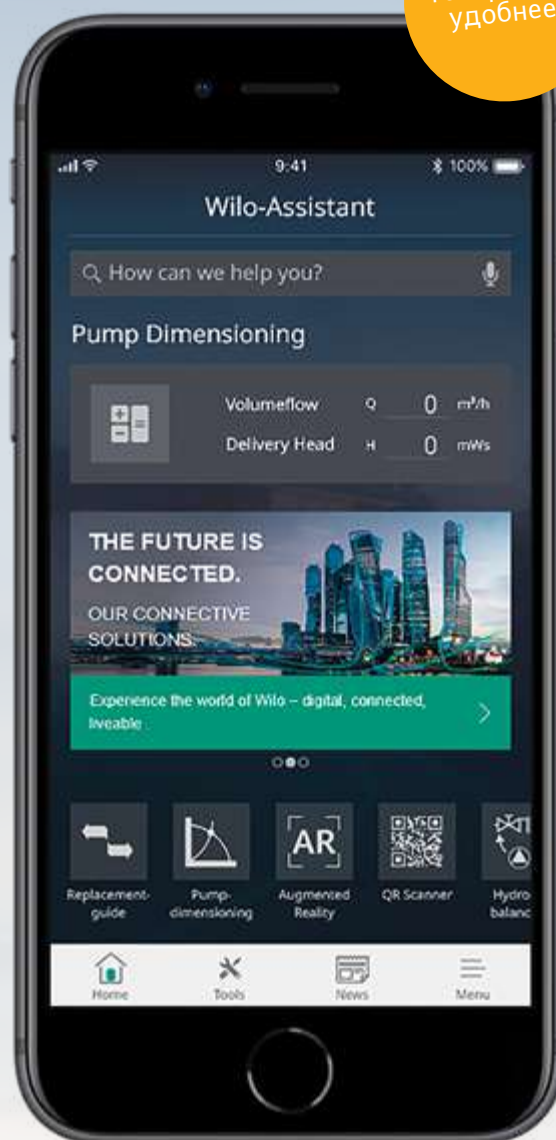 удобнее
9:41
100%
Wilo-Assistant
How can we help you?
Pump Dimensioning
Volumeflow Q 0 m³/h
Delivery Head H 0 mWs
THE FUTURE IS
CONNECTED.
OUR CONNECTIVE
SOLUTIONS.
Experience the world of Wilo – digital, connected,
liveable
AR
Replacement-
guide
Pump-
dimensioning
Augmented
Reality
QR Scanner
Hydro
balanc
Home
Tools
News
Menu